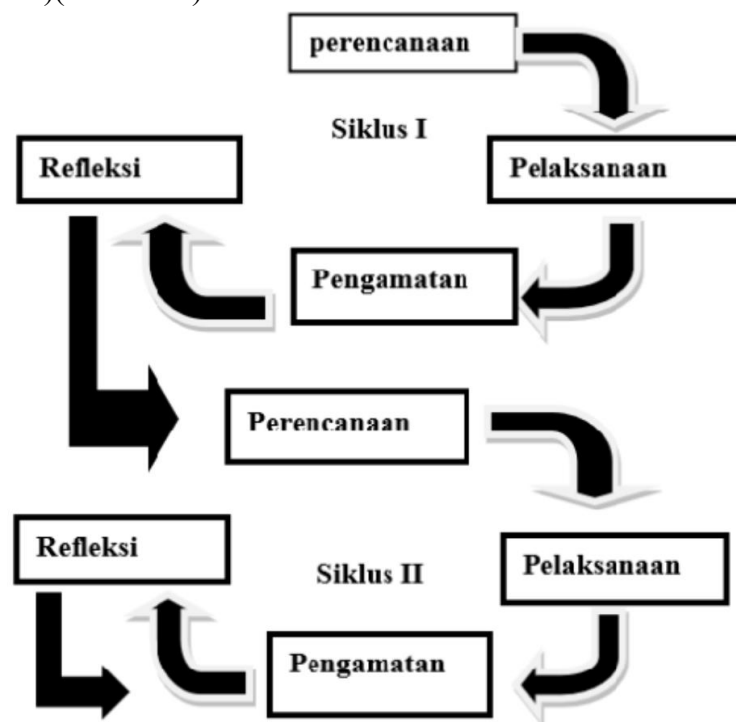 perencanaan
Siklus I
Pelaksanaan
Pengamatan
Refleksi
Perencanaan
Pelaksanaan
Siklus II
Pengamatan
Refleksi